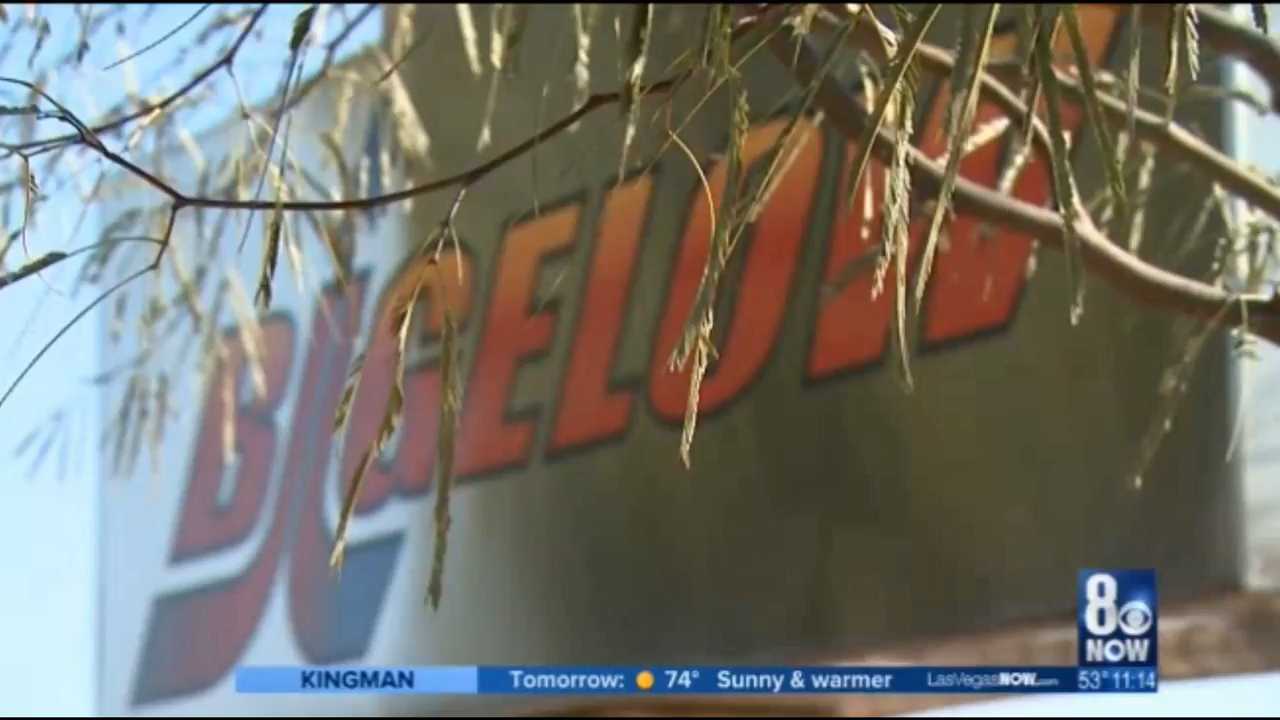 BIGELOW
8
NOW
KINGMAN Tomorrow: 74° Sunny & warmer LasVegasNOW.com 53° 11:14